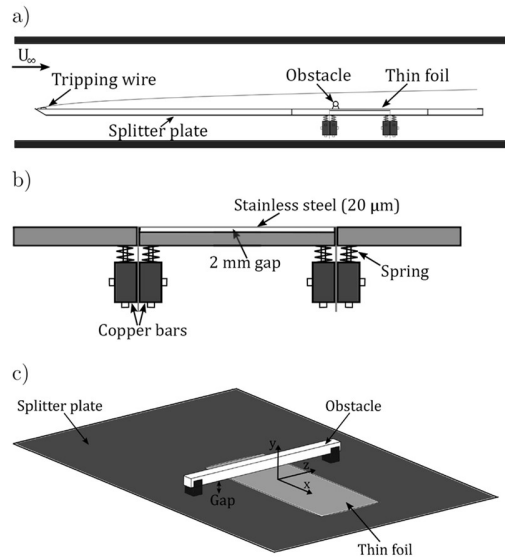 a)
U∞
Tripping wire
Obstacle
Thin foil
Splitter plate
b)
Stainless steel (20 μm)
2 mm gap
Spring
Copper bars
c)
Splitter plate
Obstacle
y
z
x
Gap
Thin foil